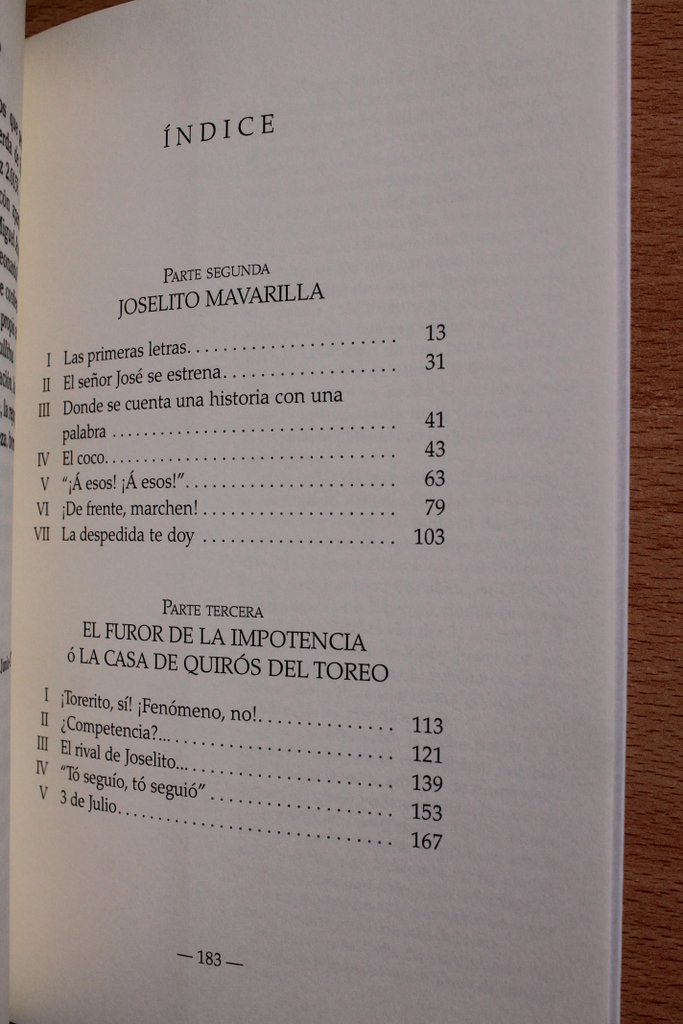 ÍNDICE
PARTE SEGUNDA
JOSELITO MAVARILLA
I Las primeras letras. . . . . . . . . . . . . . . . . . . . . . 13
II El señor José se estrena. . . . . . . . . . . . . . . . . . 31
III Donde se cuenta una historia con una
palabra . . . . . . . . . . . . . . . . . . . . . . . . . . . . . 41
IV El coco. . . . . . . . . . . . . . . . . . . . . . . . . . . . . . 43
V “¡Á esos! ¡Á esos!”. . . . . . . . . . . . . . . . . . . . . . 63
VI ¡De frente, marchen! . . . . . . . . . . . . . . . . . . . . 79
VII La despedida te doy . . . . . . . . . . . . . . . . . . . . 103
PARTE TERCERA
EL FUROR DE LA IMPOTENCIA
ó LA CASA DE QUIRÓS DEL TOREO
I ¡Torerito, sí! ¡Fenómeno, no!. . . . . . . . . . . . . . 113
II ¿Competencia?... . . . . . . . . . . . . . . . . . . . . . . 121
III El rival de Joselito... . . . . . . . . . . . . . . . . . . . . 139
IV “Tó seguío, tó seguió” . . . . . . . . . . . . . . . . . . . 153
V 3 de Julio. . . . . . . . . . . . . . . . . . . . . . . . . . . . 167
— 183 —